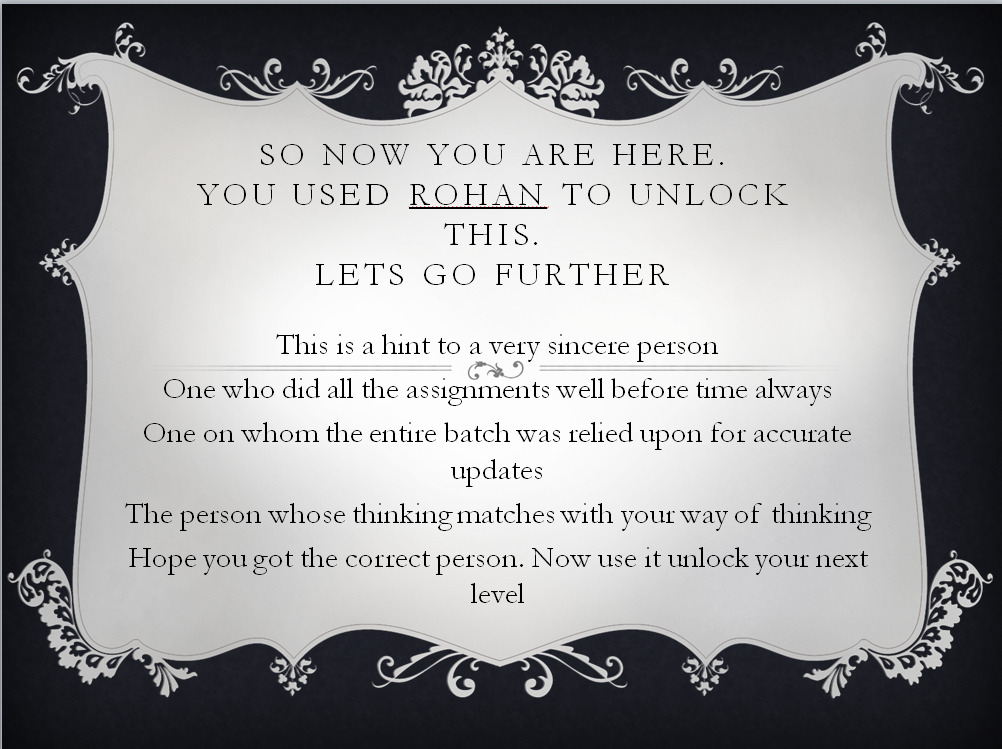 SO NOW YOU ARE HERE.
YOU USED ROHAN TO UNLOCK
THIS.
LETS GO FURTHER
This is a hint to a very sincere person
One who did all the assignments well before time always
One on whom the entire batch was relied upon for accurate
updates
The person whose thinking matches with your way of thinking
Hope you got the correct person. Now use it unlock your next
level